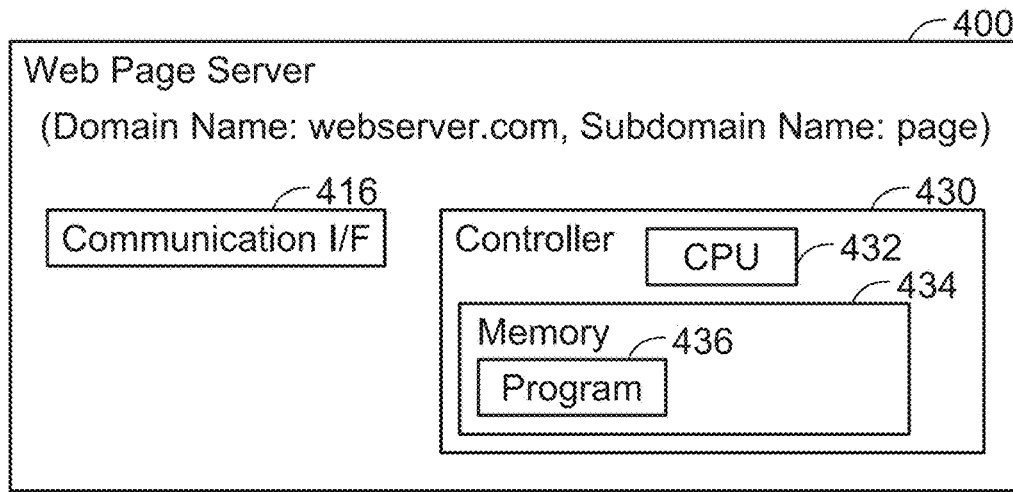 400
Web Page Server
(Domain Name: webserver.com, Subdomain Name: page)
416
Communication I/F
430
Controller
CPU
432
434
Memory
436
Program